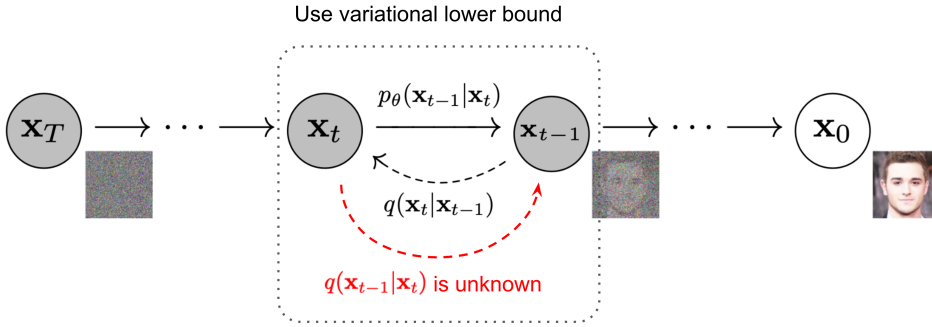 Use variational lower bound
p_θ(x_{t−1}|x_t)
x_T → ··· → x_t → x_{t−1} → ··· → x_0
q(x_t|x_{t−1})
q(x_{t−1}|x_t) is unknown